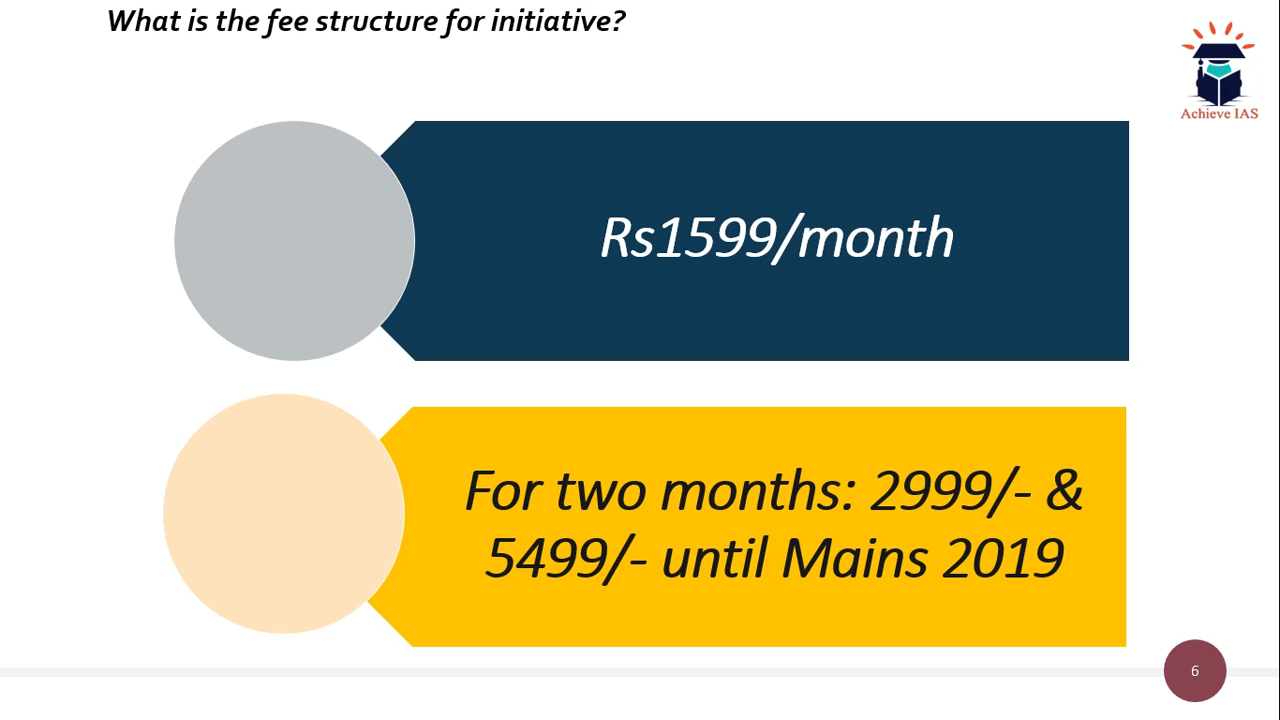 What is the fee structure for initiative?
Achieve IAS
Rs1599/month
For two months: 2999/- &
5499/- until Mains 2019
6